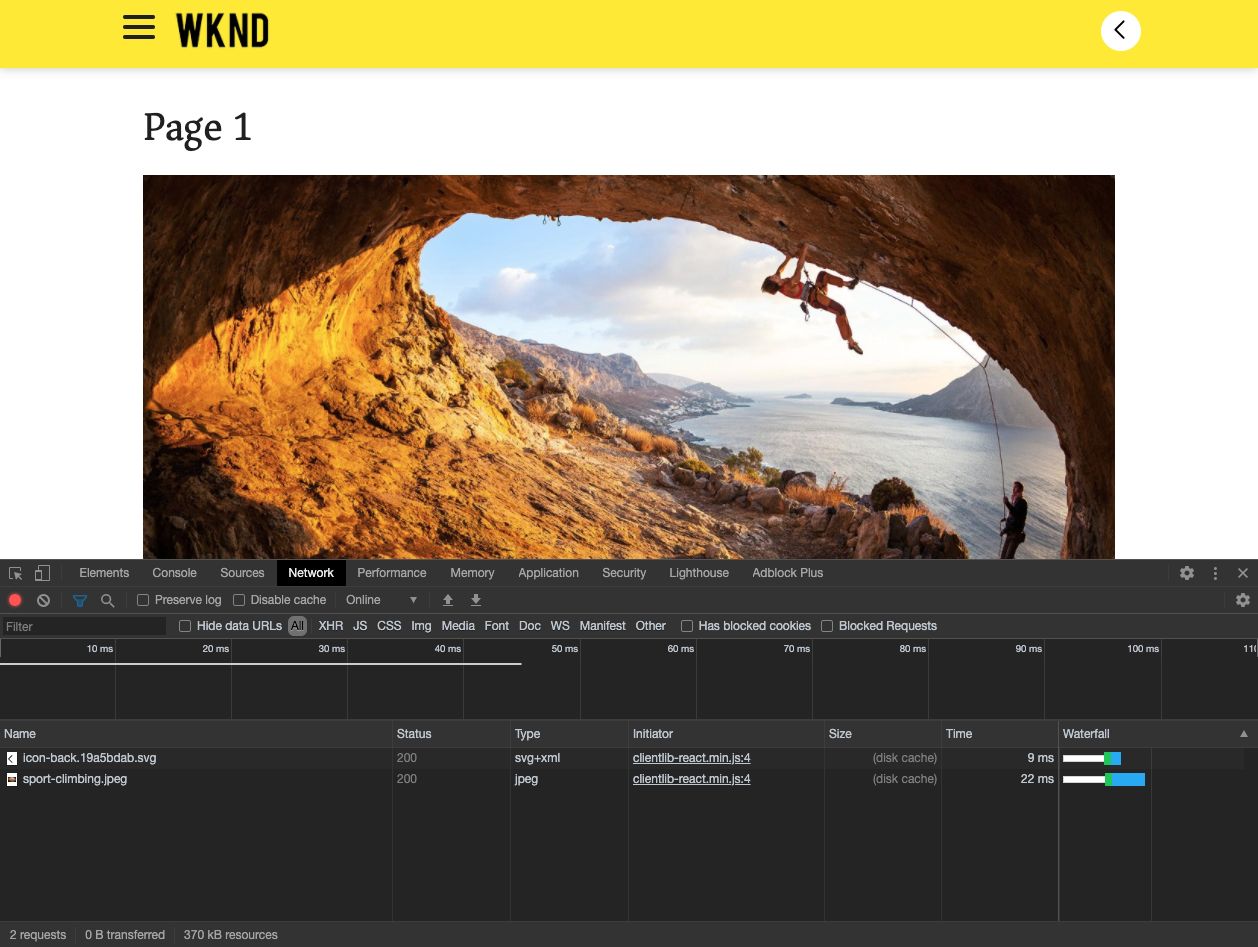 WKND
Page 1
Elements Console Sources Network Performance Memory Application Security Lighthouse Adblock Plus
Preserve log Disable cache Online
Filter Hide data URLs All XHR JS CSS Img Media Font Doc WS Manifest Other Has blocked cookies Blocked Requests
10 ms 20 ms 30 ms 40 ms 50 ms 60 ms 70 ms 80 ms 90 ms 100 ms
Name Status Type Initiator Size Time Waterfall
icon-back.19a5bdab.svg 200 svg+xml clientlib-react.min.js:4 (disk cache) 9 ms
sport-climbing.jpeg 200 jpeg clientlib-react.min.js:4 (disk cache) 22 ms
2 requests 0 B transferred 370 kB resources